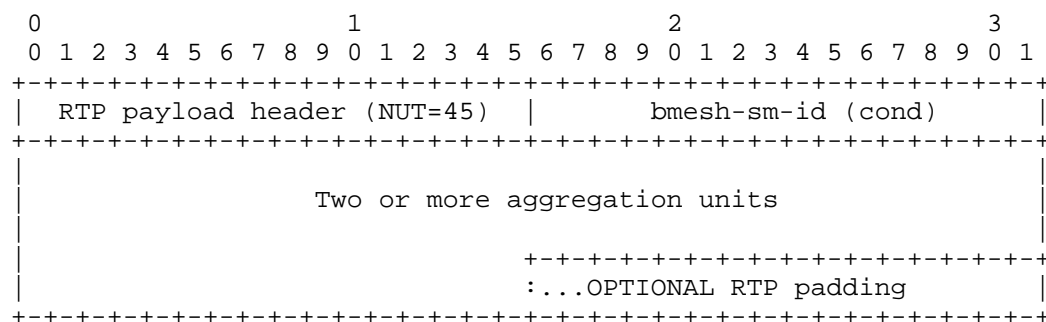 0                   1                   2                   3
 0 1 2 3 4 5 6 7 8 9 0 1 2 3 4 5 6 7 8 9 0 1 2 3 4 5 6 7 8 9 0 1
+-+-+-+-+-+-+-+-+-+-+-+-+-+-+-+-+-+-+-+-+-+-+-+-+-+-+-+-+-+-+-+-+
|  RTP payload header (NUT=45)  |       bmesh-sm-id (cond)      |
+-+-+-+-+-+-+-+-+-+-+-+-+-+-+-+-+-+-+-+-+-+-+-+-+-+-+-+-+-+-+-+-+
|                                                               |
|                  Two or more aggregation units                |
|                                                               |
|                               +-+-+-+-+-+-+-+-+-+-+-+-+-+-+-+-+
|                               :...OPTIONAL RTP padding        |
+-+-+-+-+-+-+-+-+-+-+-+-+-+-+-+-+-+-+-+-+-+-+-+-+-+-+-+-+-+-+-+-+